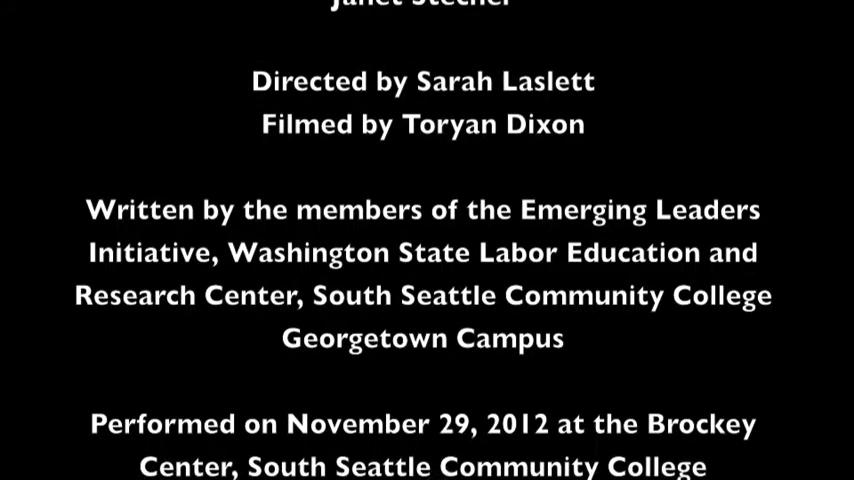 Janet Stecher
Directed by Sarah Laslett
Filmed by Toryan Dixon
Written by the members of the Emerging Leaders
Initiative, Washington State Labor Education and
Research Center, South Seattle Community College
Georgetown Campus
Performed on November 29, 2012 at the Brockey
Center, South Seattle Community College